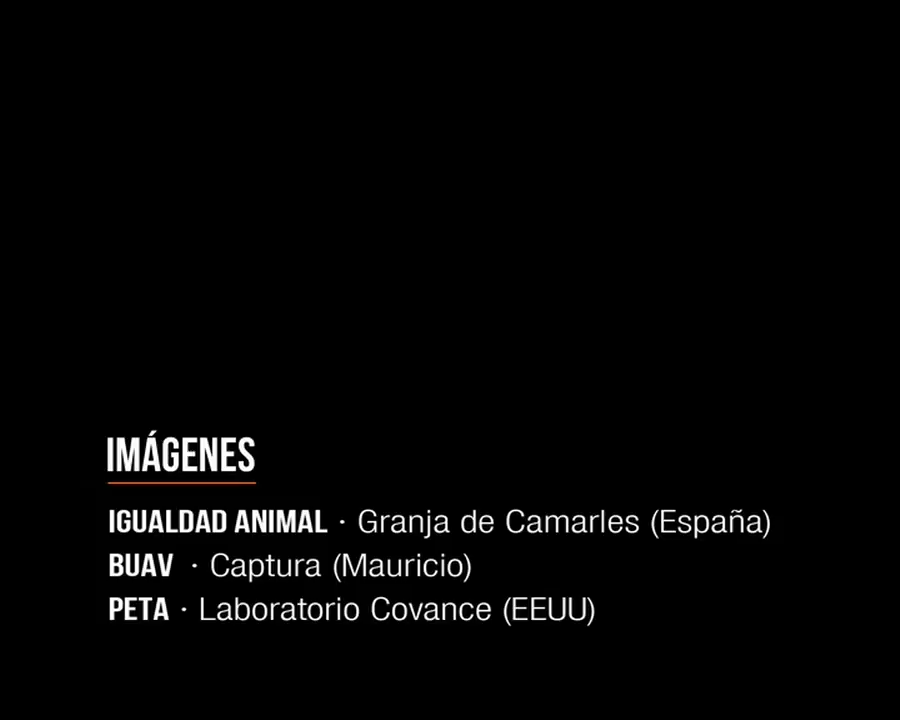 IMÁGENES
IGUALDAD ANIMAL · Granja de Camarles (España)
BUAV · Captura (Mauricio)
PETA · Laboratorio Covance (EEUU)